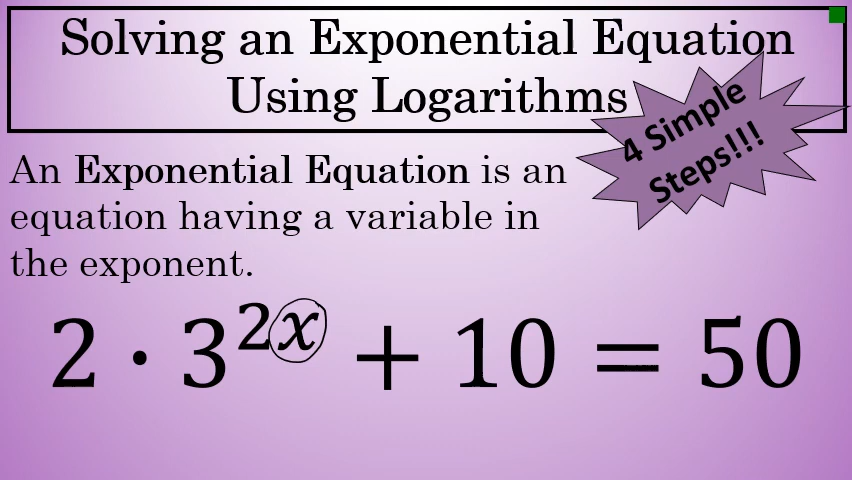 Solving an Exponential Equation
Using Logarithms
4 Simple
Steps!!!
An Exponential Equation is an
equation having a variable in
the exponent.
2 · 3^{2x} + 10 = 50